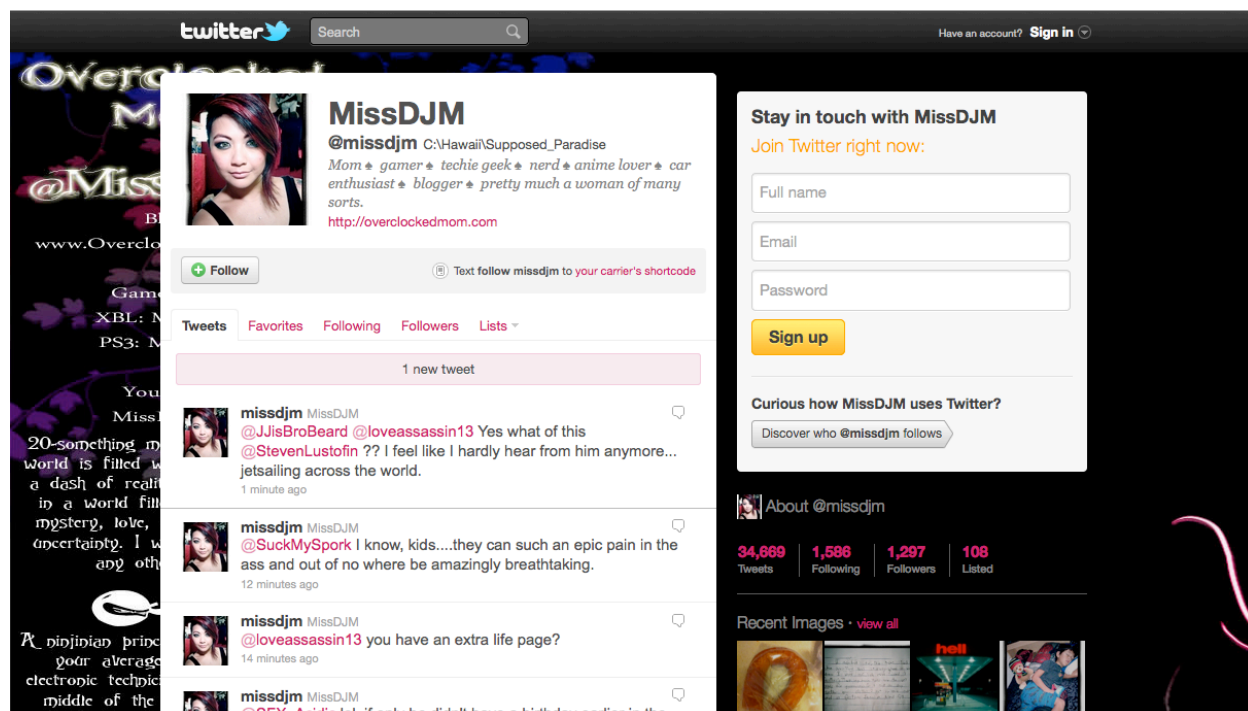 twitter
Search
Have an account? Sign in
Overclocked
@Miss
www.Overclo
XBL:
PS3:
You
20-something
world is filled
a dash of
in a world
mystery, love,
uncertainty. I
any
A ninjinian princ
your average
electronic
middle of the
MissDJM
@missdjm C:\Hawaii\Supposed_Paradise
Mom♠ gamer♠ techie geek♠ nerd♠ anime lover♠ car
enthusiast♠ blogger♠ pretty much a woman of many
sorts.
http://overclockedmom.com
Follow
Text follow missdjm to your carrier's shortcode
Tweets Favorites Following Followers Lists
1 new tweet
missdjm MissDJM
@JJisBroBeard @loveassassin13 Yes what of this
@StevenLustofin ?? I feel like I hardly hear from him anymore...
jetsailing across the world.
1 minute ago
missdjm MissDJM
@SuckMySpork I know, kids....they can such an epic pain in the
ass and out of no where be amazingly breathtaking.
12 minutes ago
missdjm MissDJM
@loveassassin13 you have an extra life page?
14 minutes ago
missdjm MissDJM
Stay in touch with MissDJM
Join Twitter right now:
Full name
Email
Password
Sign up
Curious how MissDJM uses Twitter?
Discover who @missdjm follows
About @missdjm
34,669 1,586 1,297 108
Tweets Following Followers Listed
Recent Images · view all
hell